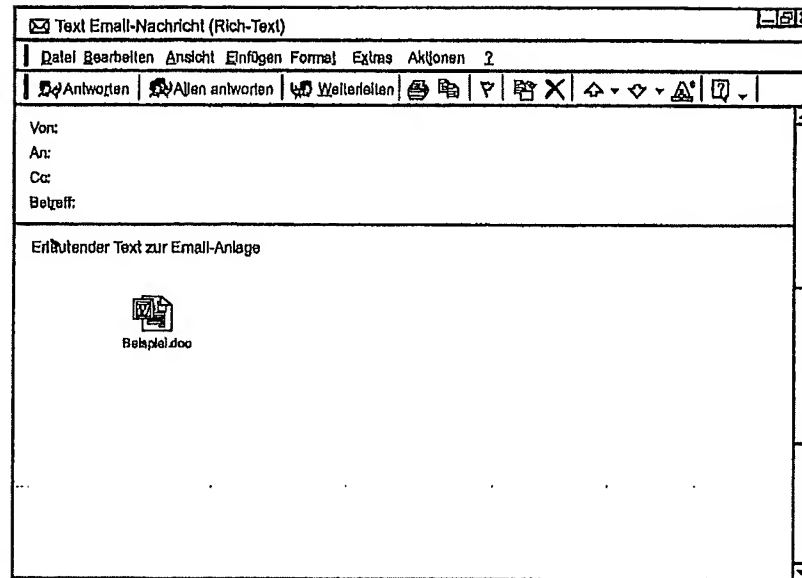 Text Email-Nachricht (Rich-Text)
Datei Bearbeiten Ansicht Einfügen Format Extras Aktionen ?
Antworten Allen antworten Weiterleiten
Von:
An:
Cc:
Betreff:
Erläutender Text zur Email-Anlage
Beispiel.doc